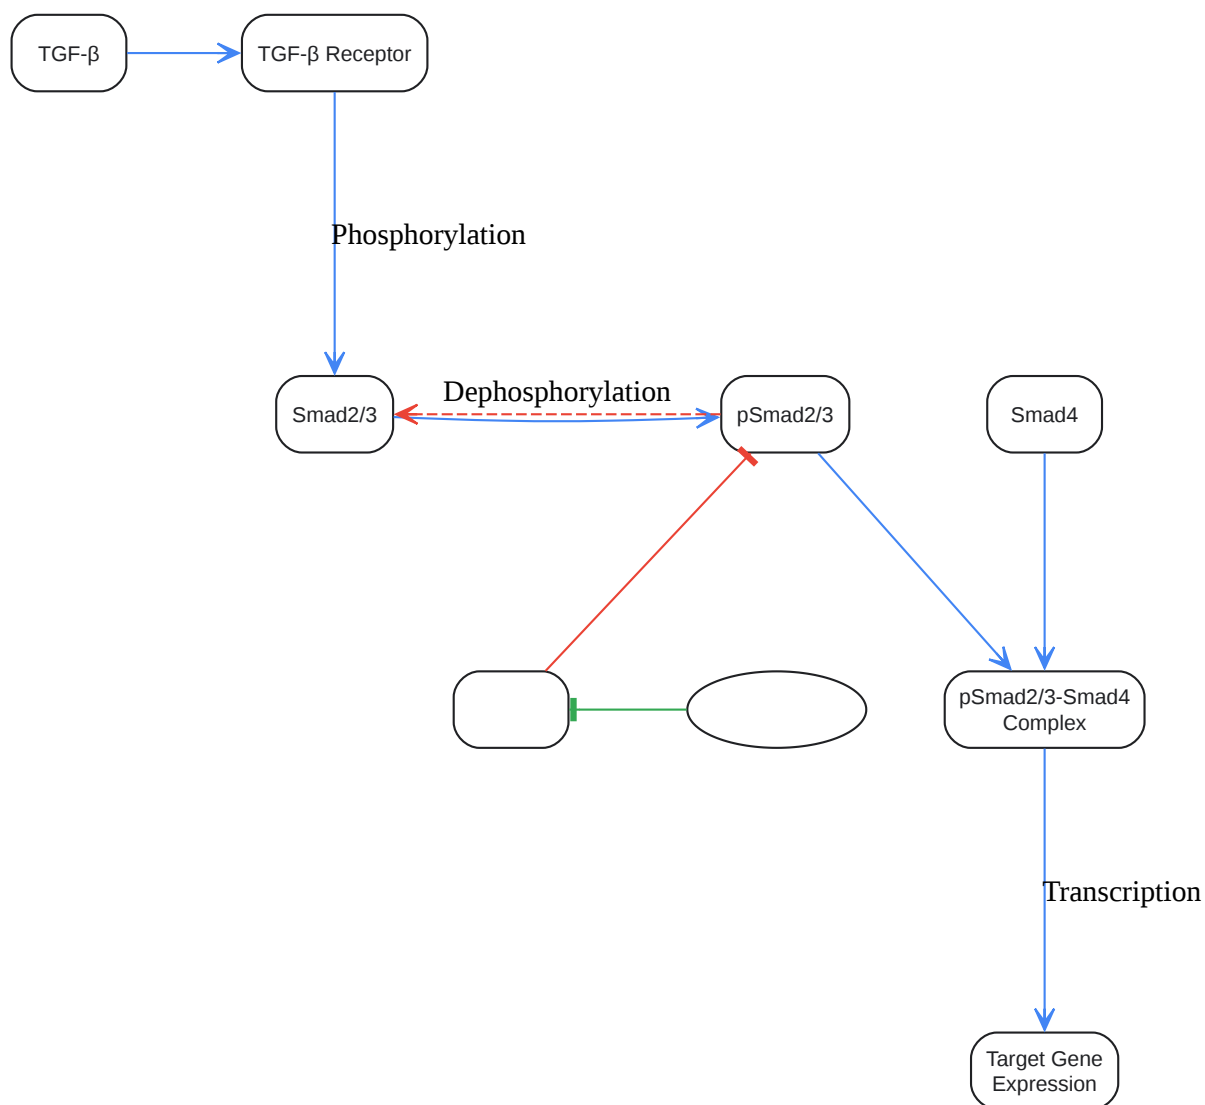 TGF-β
TGF-β Receptor
Phosphorylation
Smad2/3
Dephosphorylation
pSmad2/3
Smad4
pSmad2/3-Smad4
Complex
Transcription
Target Gene
Expression